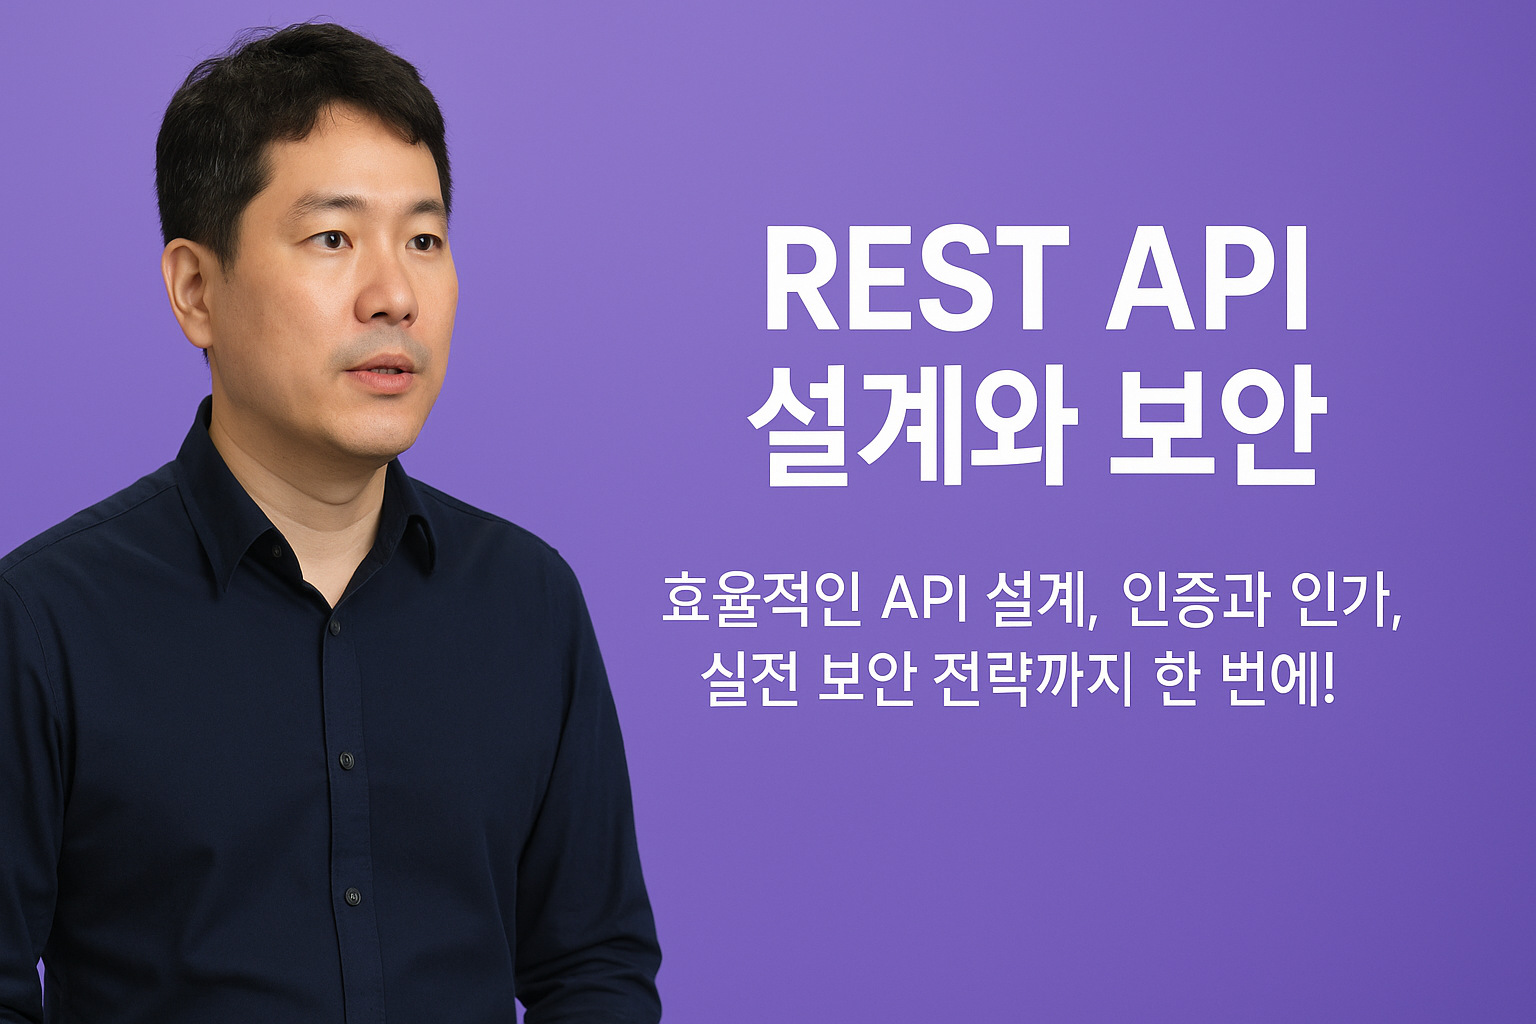 REST API
설계와 보안
효율적인 API 설계, 인증과 인가,
실전 보안 전략까지 한 번에!